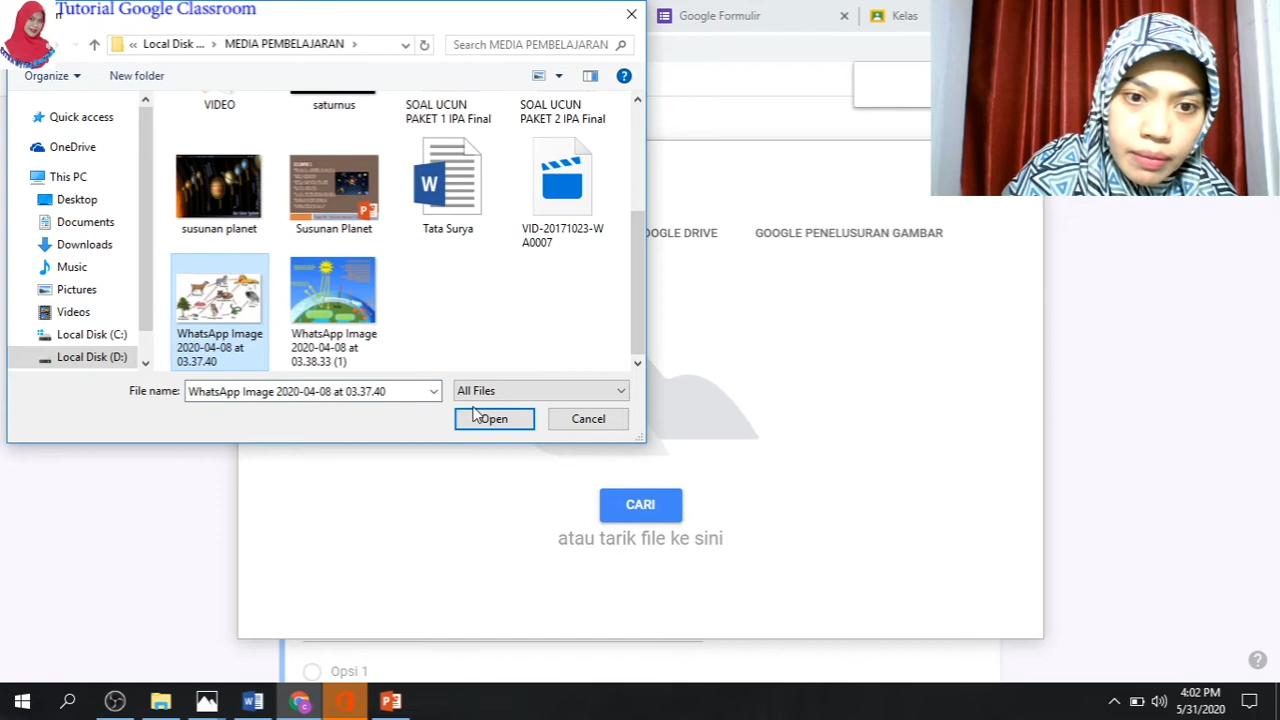 Tutorial Google Classroom
Google Formulir
Kelas
Local Disk ...
MEDIA PEMBELAJARAN
Search MEDIA PEMBELAJARAN
Organize
New folder
Quick access
OneDrive
This PC
Desktop
Documents
Downloads
Music
Pictures
Videos
Local Disk (C:)
Local Disk (D:)
VIDEO
saturnus
SOAL UCUN
PAKET 1 IPA Final
SOAL UCUN
PAKET 2 IPA Final
susunan planet
Susunan Planet
Tata Surya
VID-20171023-W
A0007
WhatsApp Image
2020-04-08 at
03.37.40
WhatsApp Image
2020-04-08 at
03.38.33 (1)
File name:
WhatsApp Image 2020-04-08 at 03.37.40
All Files
Open
Cancel
OOGLE DRIVE
GOOGLE PENELUSURAN GAMBAR
CARI
atau tarik file ke sini
Opsi 1
4:02 PM
5/31/2020